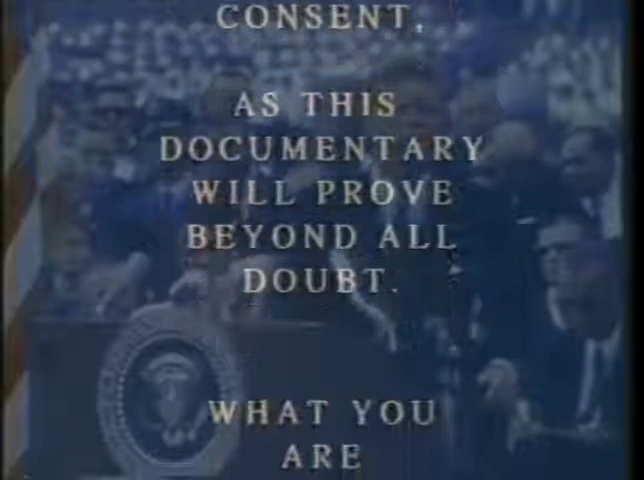 CONSENT,
AS THIS
DOCUMENTARY
WILL PROVE
BEYOND ALL
DOUBT.
WHAT YOU
ARE